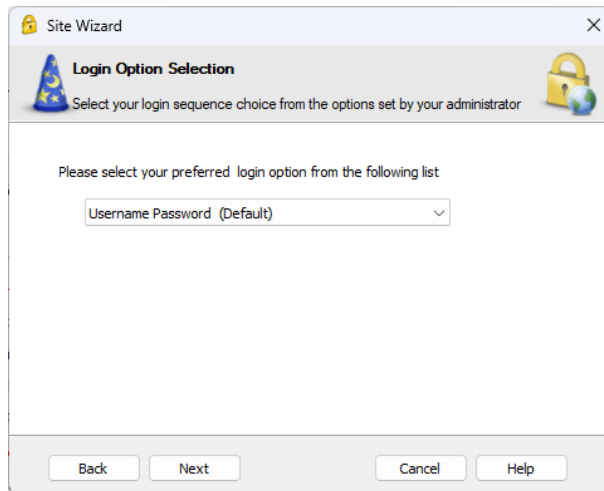 Site Wizard
Login Option Selection
Select your login sequence choice from the options set by your administrator
Please select your preferred login option from the following list
Username Password (Default)
Back Next Cancel Help